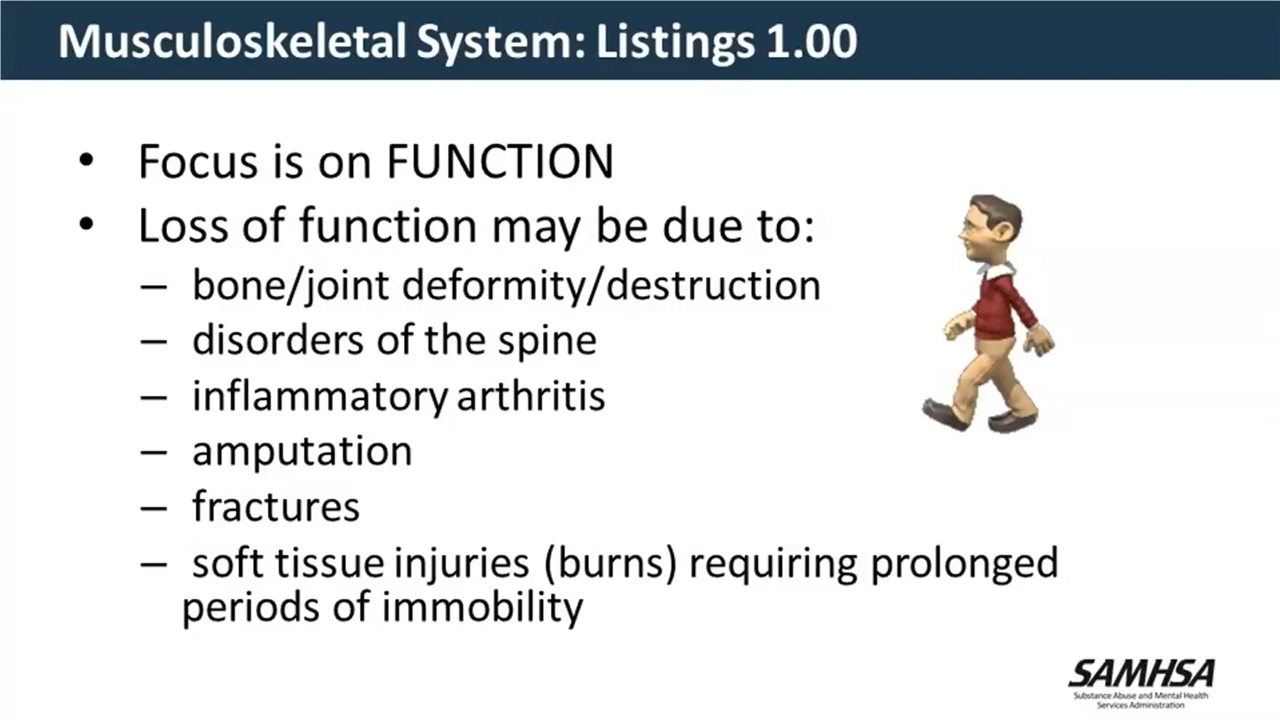 Musculoskeletal System: Listings 1.00
• Focus is on FUNCTION
• Loss of function may be due to:
– bone/joint deformity/destruction
– disorders of the spine
– inflammatory arthritis
– amputation
– fractures
– soft tissue injuries (burns) requiring prolonged
periods of immobility
SAMHSA
Substance Abuse and Mental Health
Services Administration